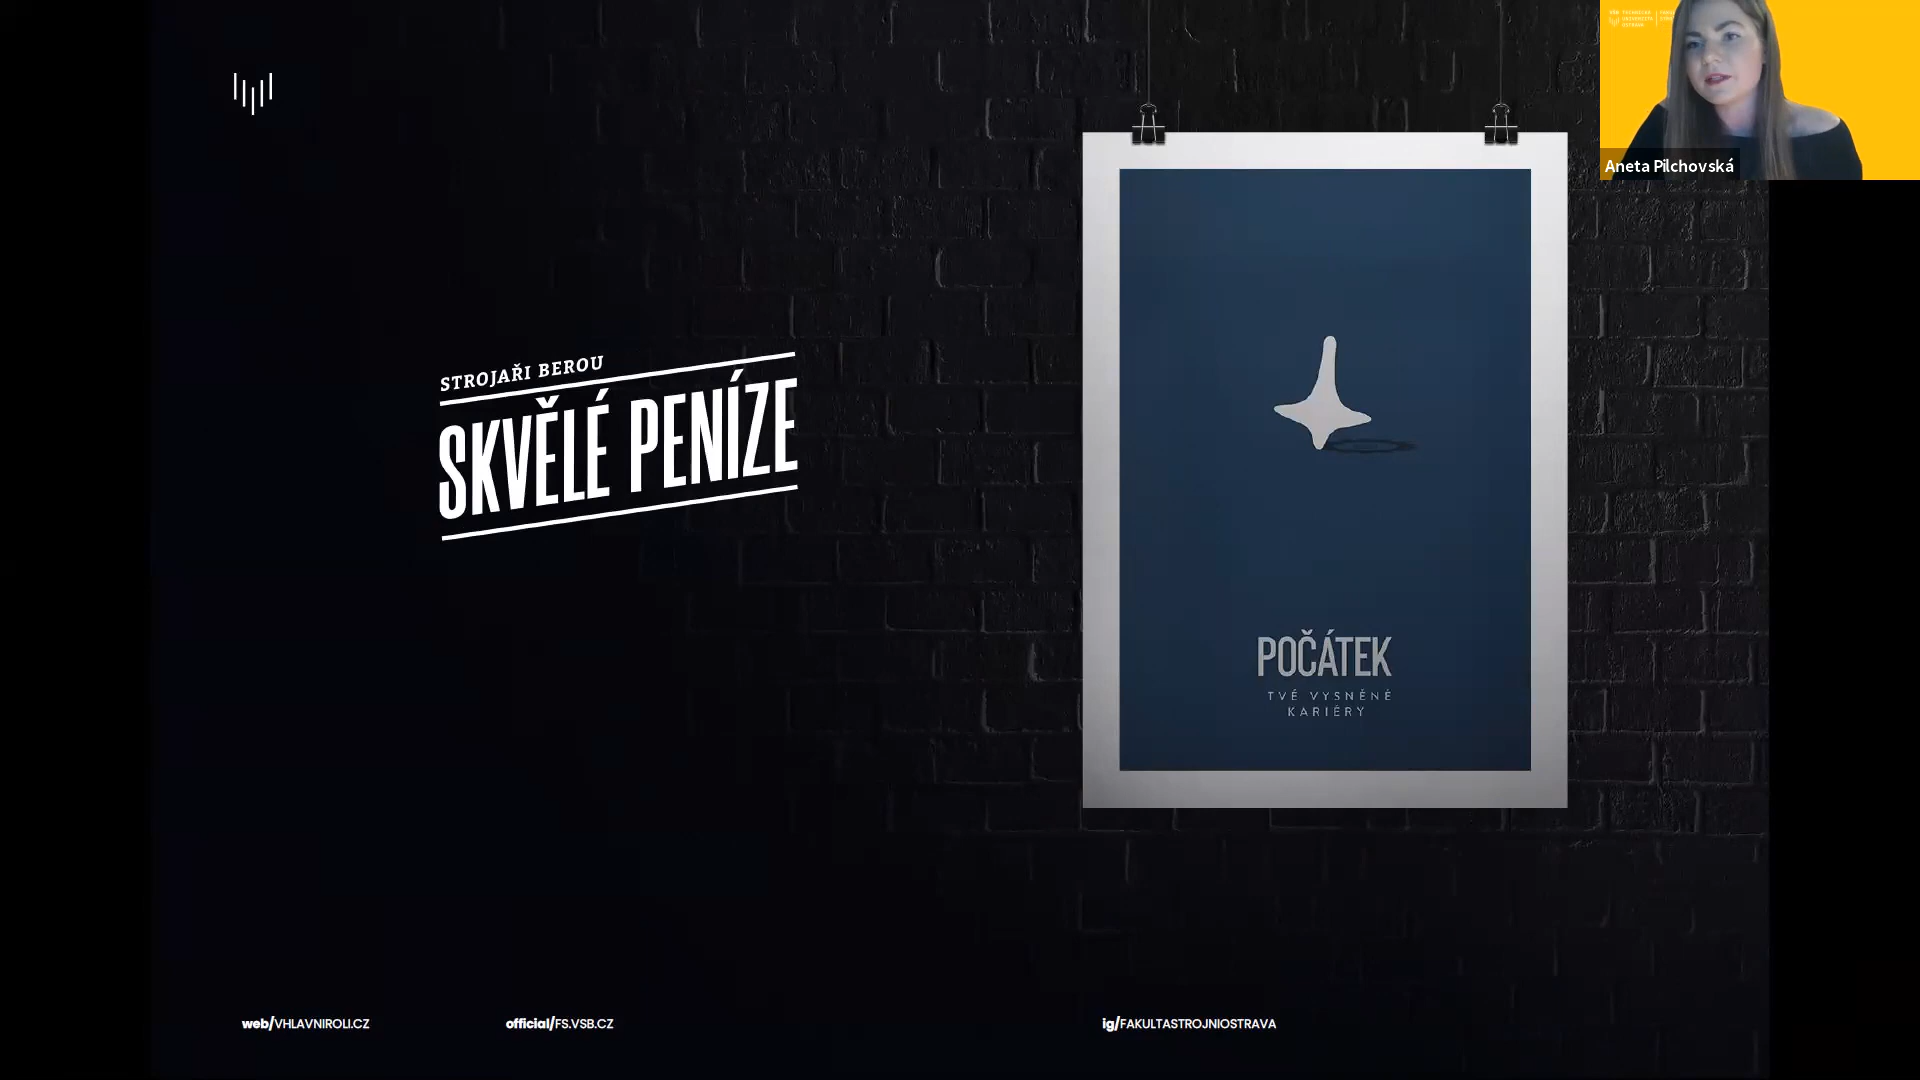 STROJAŘI BEROU
SKVĚLÉ PENÍZE
POČÁTEK
TVÉ VYSNĚNÉ
KARIÉRY
Aneta Pilchovská
web/VHLAVNIROLI.CZ
official/FS.VSB.CZ
ig/FAKULTASTROJNIOSTRAVA